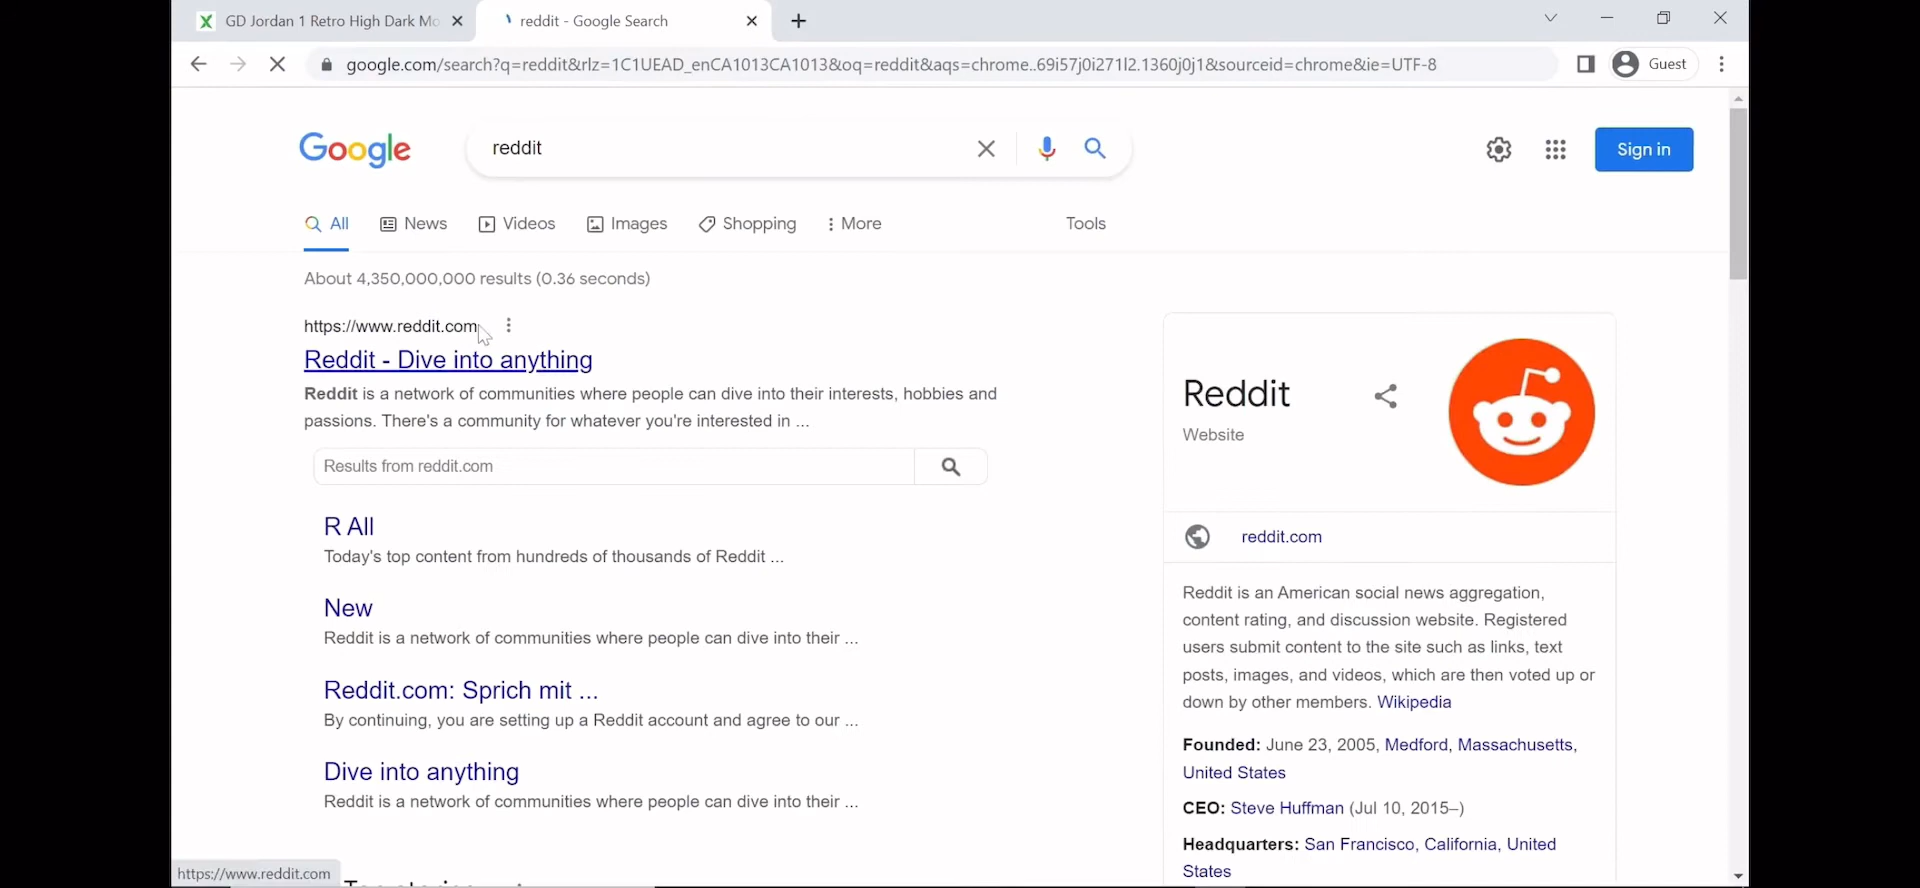 GD Jordan 1 Retro High Dark Mo
reddit - Google Search
google.com/search?q=reddit&rlz=1C1UEAD_enCA1013CA1013&oq=reddit&aqs=chrome..69i57j0i271l2.1360j0j1&sourceid=chrome&ie=UTF-8
Guest
Google
reddit
Sign in
All
News
Videos
Images
Shopping
More
Tools
About 4,350,000,000 results (0.36 seconds)
https://www.reddit.com
Reddit - Dive into anything
Reddit is a network of communities where people can dive into their interests, hobbies and
passions. There's a community for whatever you're interested in ...
Results from reddit.com
R All
Today's top content from hundreds of thousands of Reddit ...
New
Reddit is a network of communities where people can dive into their ...
Reddit.com: Sprich mit ...
By continuing, you are setting up a Reddit account and agree to our ...
Dive into anything
Reddit is a network of communities where people can dive into their ...
Reddit
Website
reddit.com
Reddit is an American social news aggregation,
content rating, and discussion website. Registered
users submit content to the site such as links, text
posts, images, and videos, which are then voted up or
down by other members. Wikipedia
Founded: June 23, 2005, Medford, Massachusetts,
United States
CEO: Steve Huffman (Jul 10, 2015–)
Headquarters: San Francisco, California, United
States
https://www.reddit.com